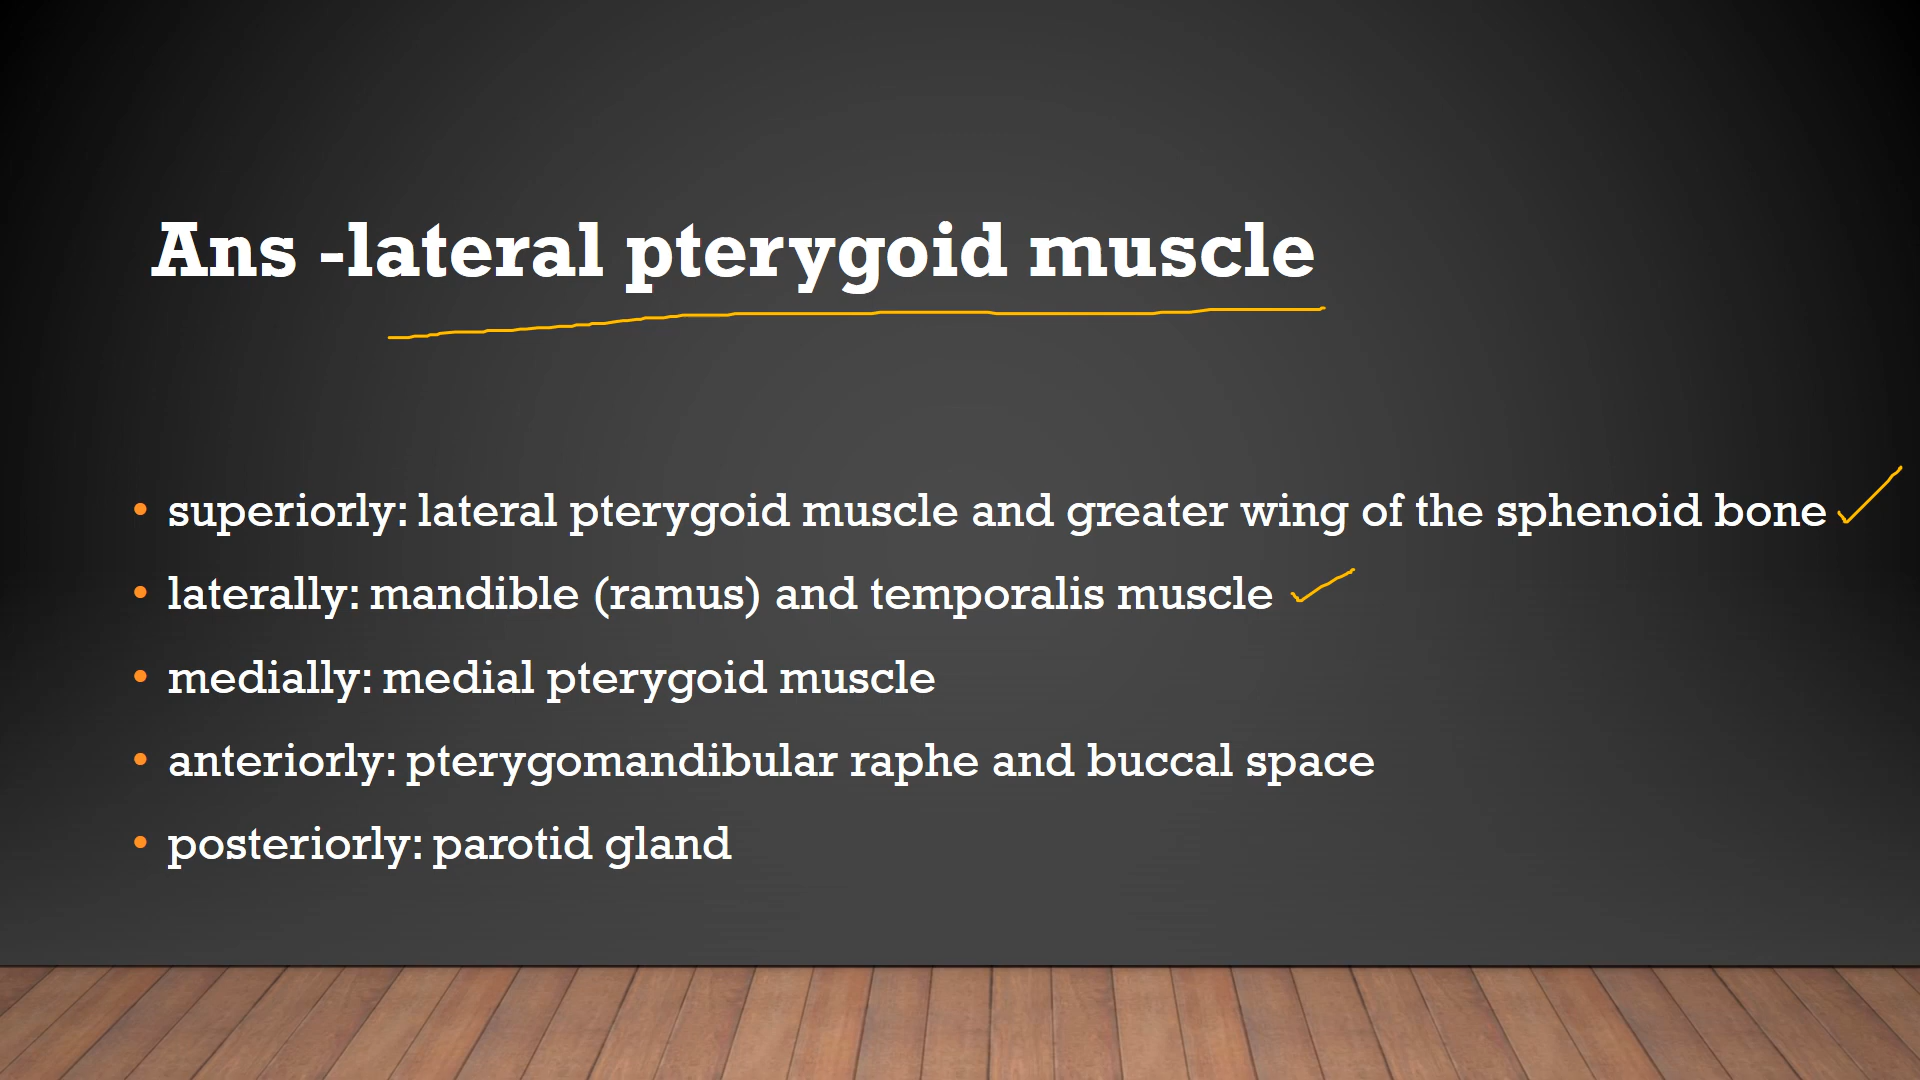 Ans -lateral pterygoid muscle
• superiorly: lateral pterygoid muscle and greater wing of the sphenoid bone
• laterally: mandible (ramus) and temporalis muscle
• medially: medial pterygoid muscle
• anteriorly: pterygomandibular raphe and buccal space
• posteriorly: parotid gland